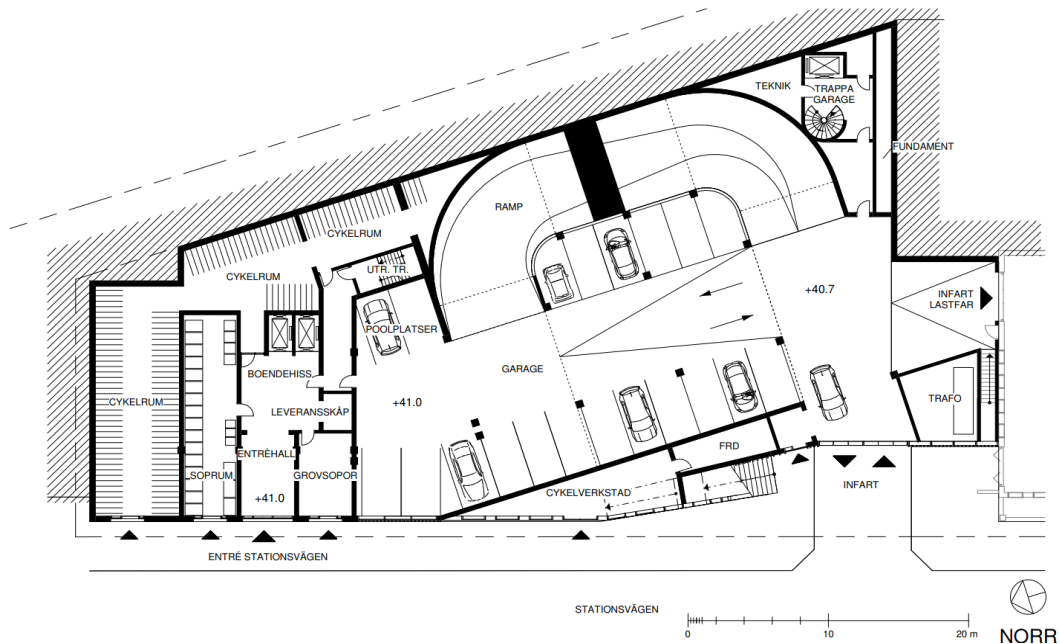 TEKNIK
TRAPPA
GARAGE
FUNDAMENT
RAMP
CYKELRUM
UTR. TR.
CYKELRUM
+40.7
INFART
LASTFAR
POOLPLATSER
BOENDEHISS
GARAGE
CYKELRUM
+41.0
LEVERANSSKÅP
TRAFO
FRD
ENTRÉHALL
SOPRUM
GROVSOPOR
+41.0
CYKELVERKSTAD
INFART
ENTRÉ STATIONSVÄGEN
STATIONSVÄGEN
0 10 20 m
NORR